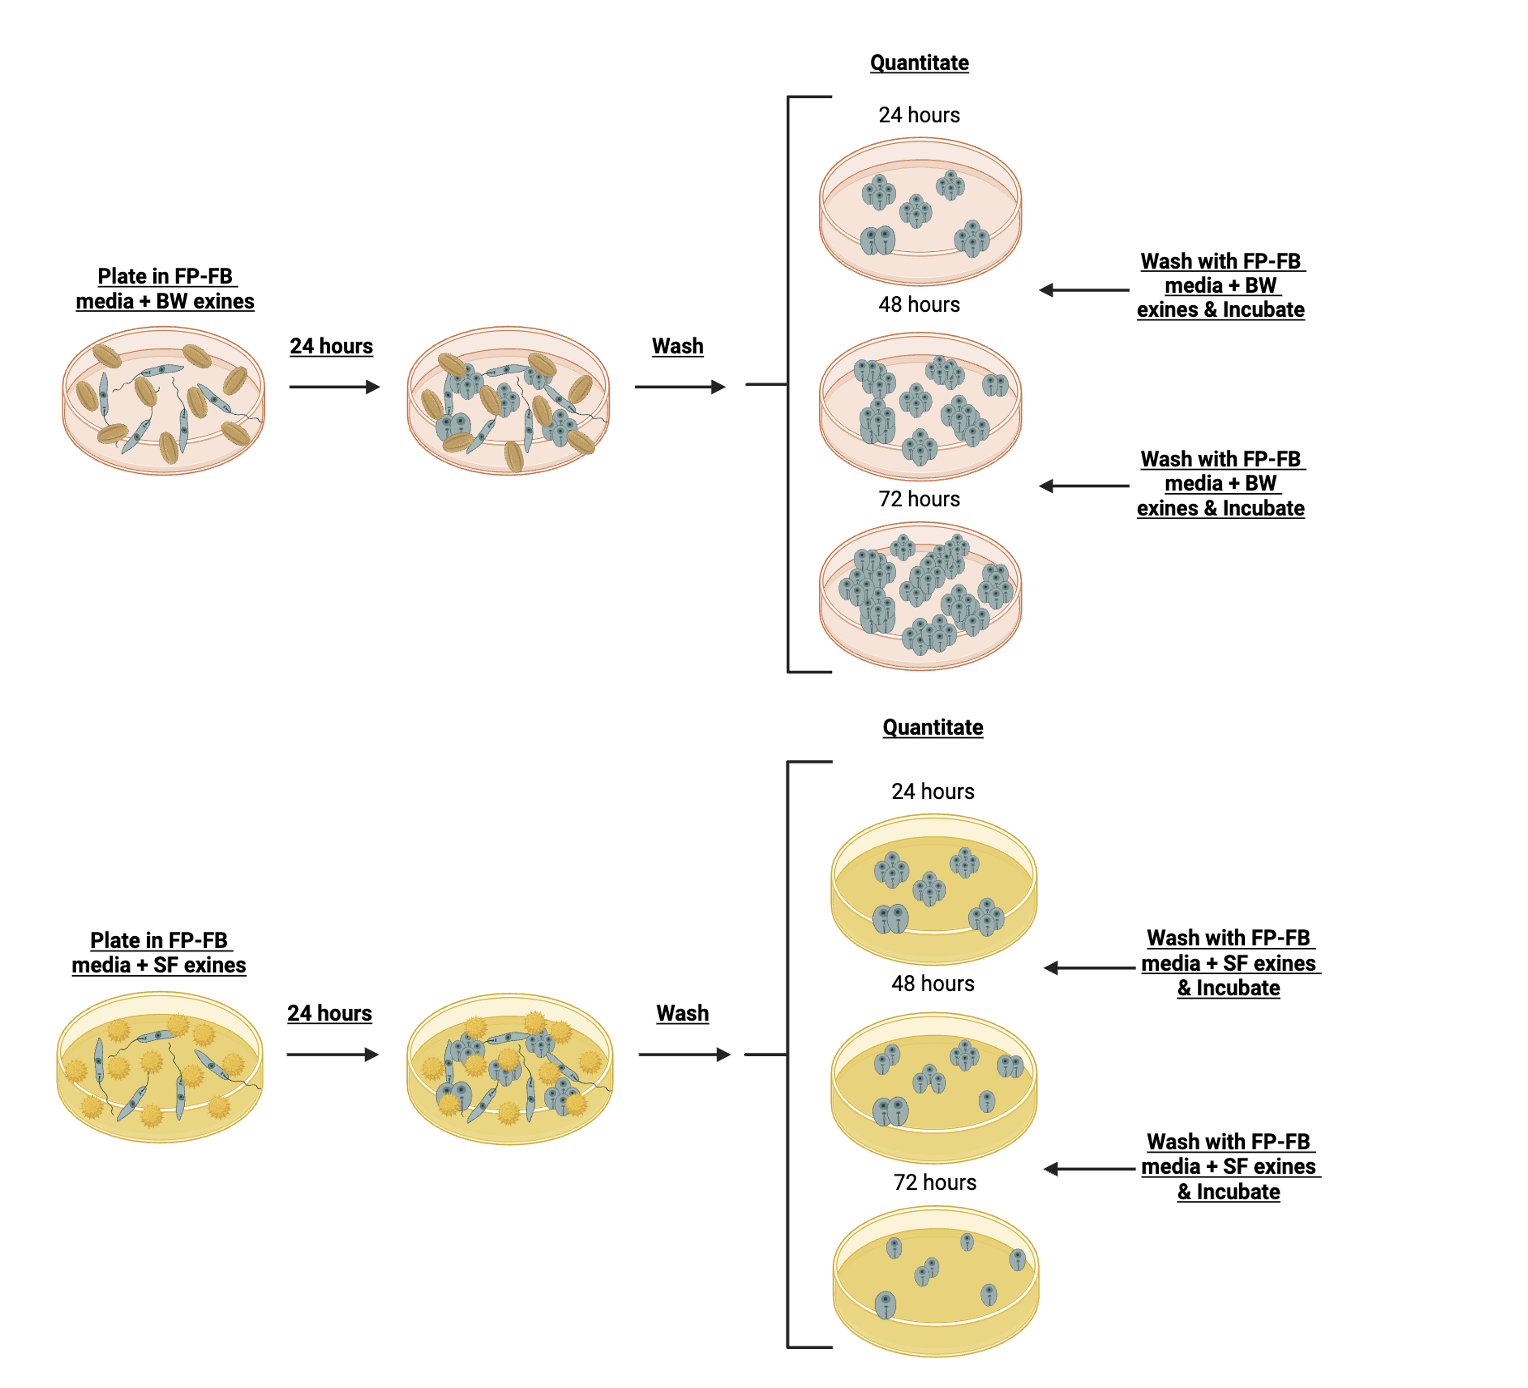 Quantitate
24 hours
Plate in FP-FB
media + BW exines
24 hours
Wash
Wash with FP-FB
media + BW
exines & Incubate
48 hours
Wash with FP-FB
media + BW
exines & Incubate
72 hours
Quantitate
24 hours
Plate in FP-FB
media + SF exines
24 hours
Wash
Wash with FP-FB
media + SF exines
& Incubate
48 hours
Wash with FP-FB
media + SF exines
& Incubate
72 hours